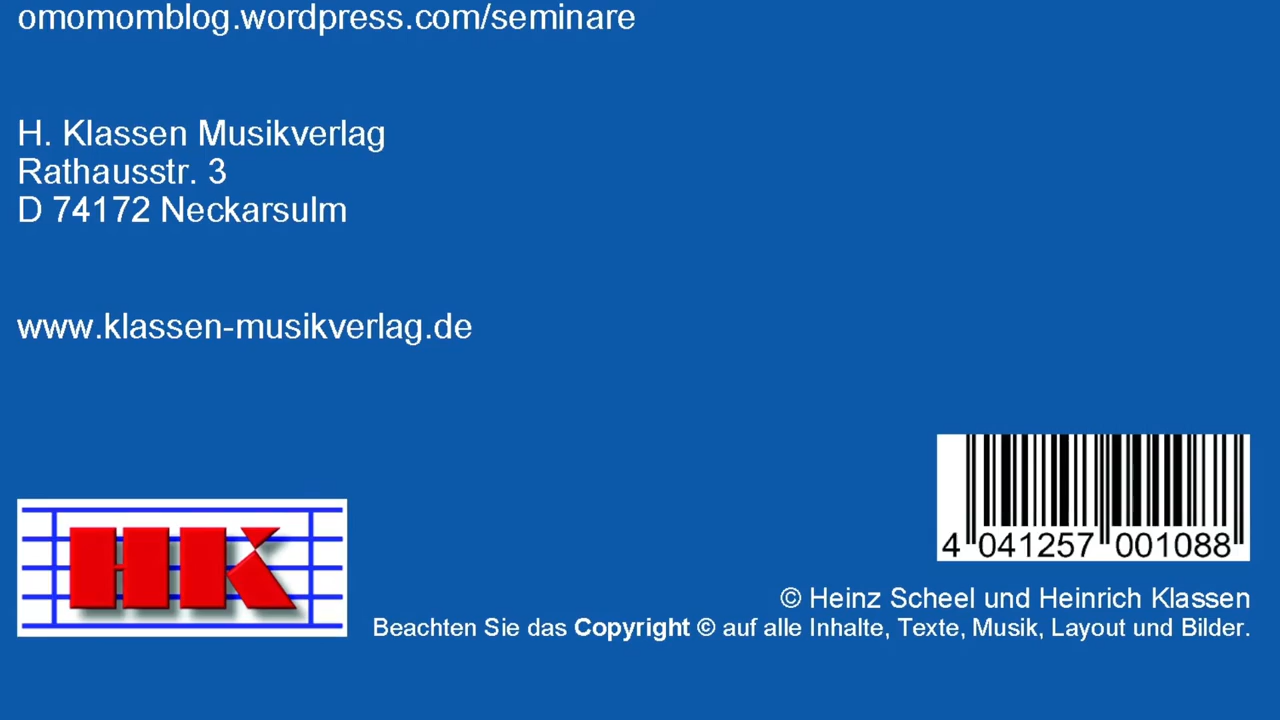 omomomblog.wordpress.com/seminare
H. Klassen Musikverlag
Rathausstr. 3
D 74172 Neckarsulm
www.klassen-musikverlag.de
HK
4 041257 001088
© Heinz Scheel und Heinrich Klassen
Beachten Sie das Copyright © auf alle Inhalte, Texte, Musik, Layout und Bilder.